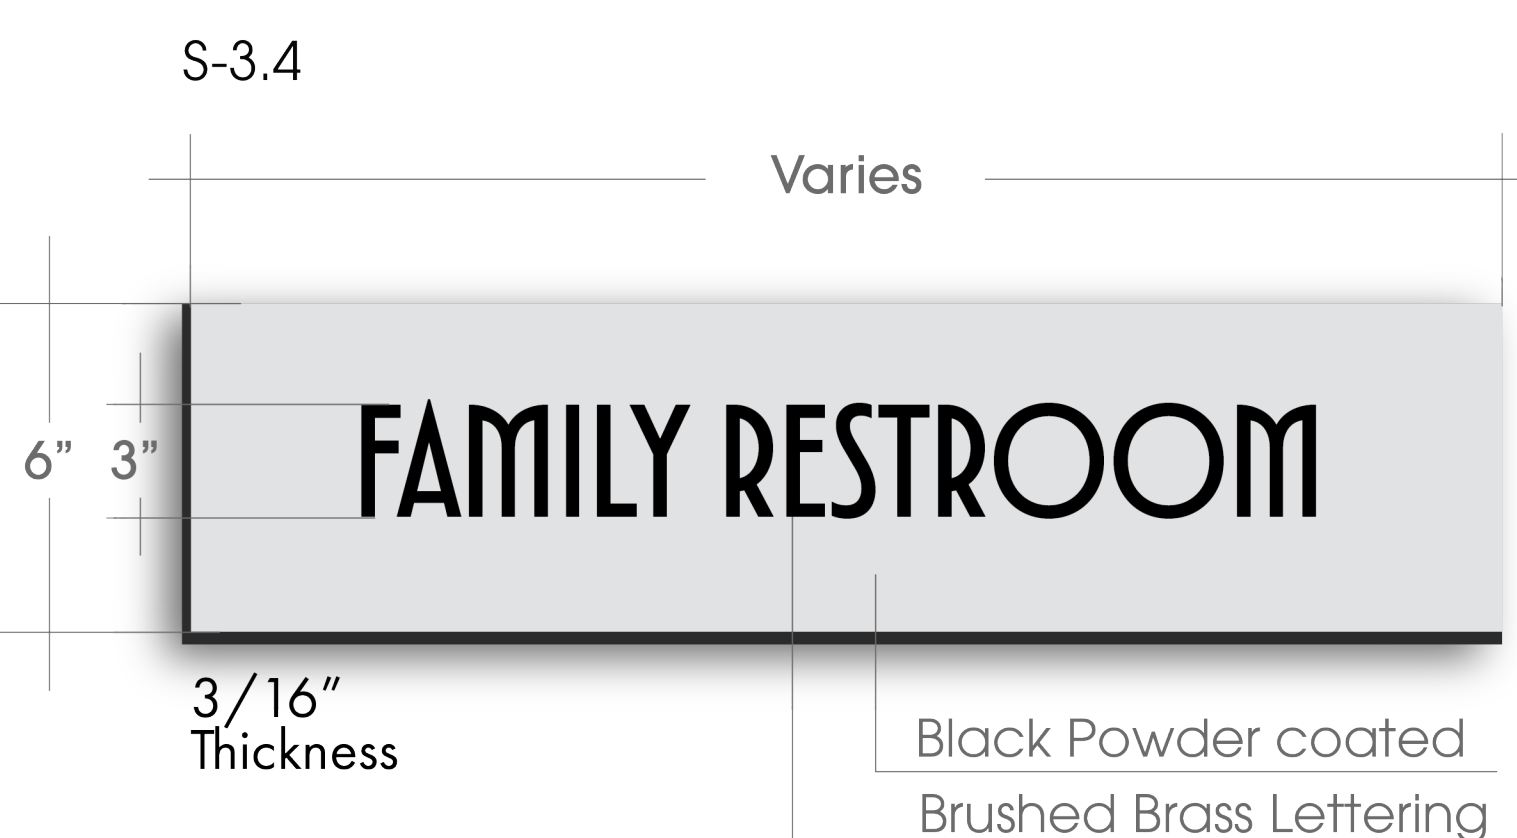 S-3.4
Varies
6” 3”
FAMILY RESTROOM
3/16”
Thickness
Black Powder coated
Brushed Brass Lettering